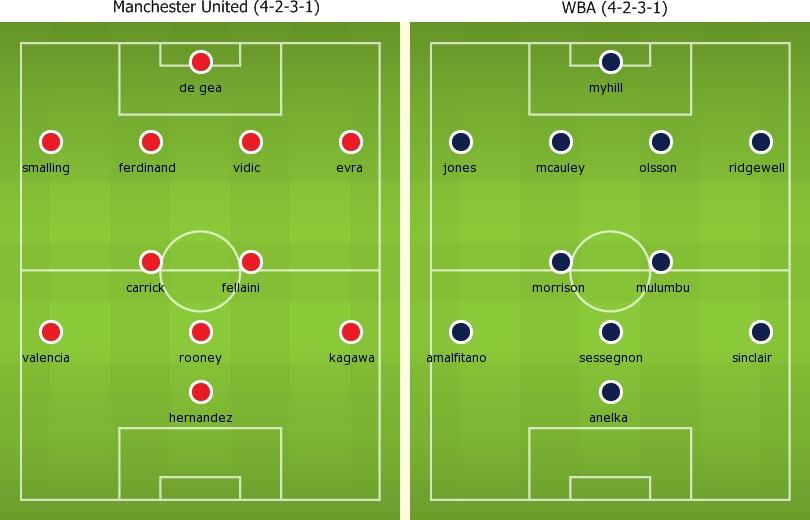 Manchester United (4-2-3-1)
de gea
smalling ferdinand vidic evra
carrick fellaini
valencia rooney kagawa
hernandez
WBA (4-2-3-1)
myhill
jones mcauley olsson ridgewell
morrison mulumbu
amalfitano sessegnon sinclair
anelka